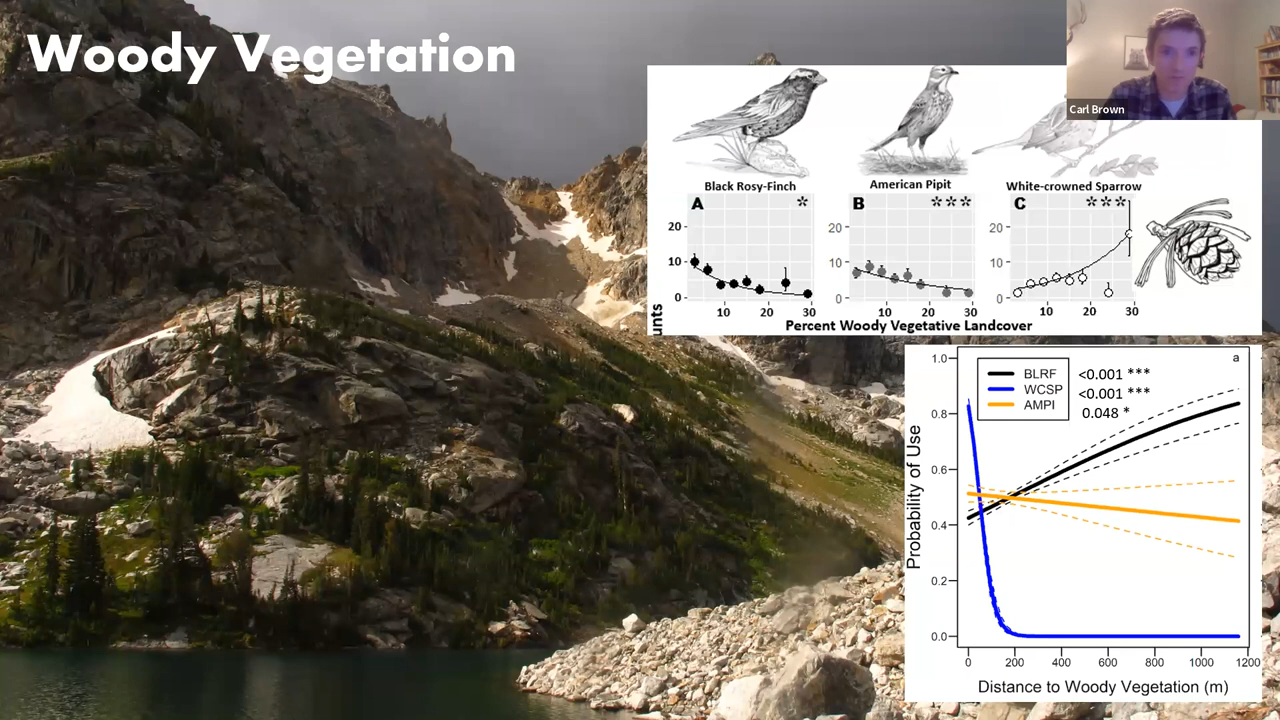 Woody Vegetation
Carl Brown
Black Rosy-Finch
American Pipit
White-crowned Sparrow
A
*
B
***
C
***
20
10
0
20
10
0
20
10
0
10
20
30
10
20
30
10
20
30
Percent Woody Vegetative Landcover
unts
a
BLRF
<0.001 ***
WCSP
<0.001 ***
AMPI
0.048 *
1.0
0.8
0.6
0.4
0.2
0.0
Probability of Use
0
200
400
600
800
1000
1200
Distance to Woody Vegetation (m)